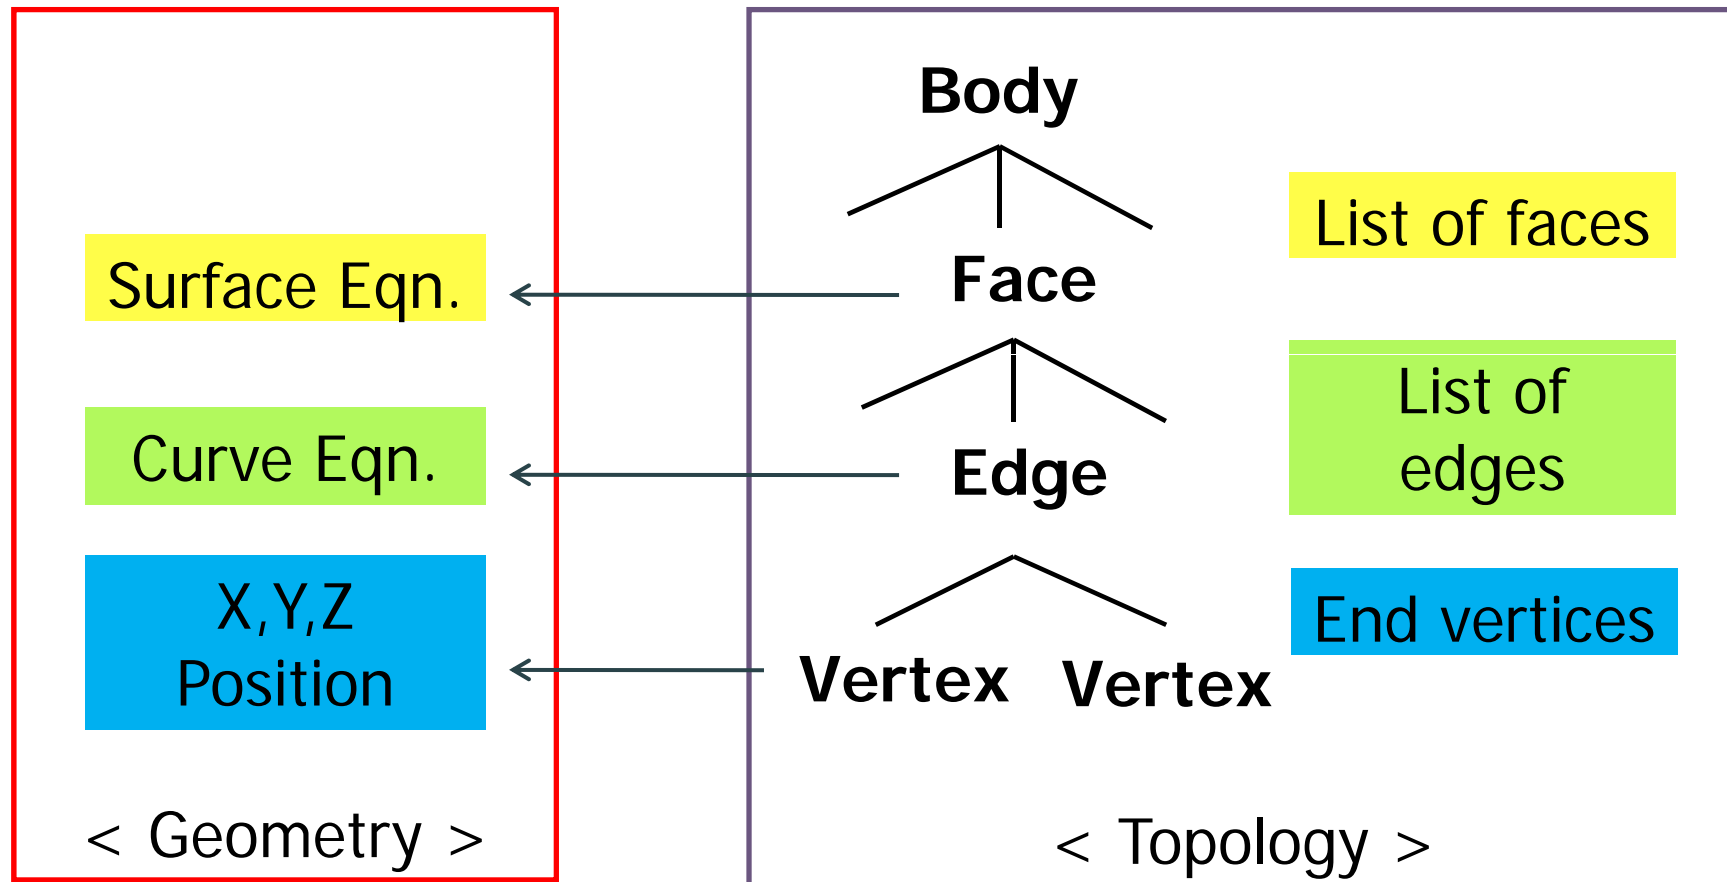 Body
List of faces
Surface Eqn.
Face
List of
edges
Curve Eqn.
Edge
X,Y,Z
Position
End vertices
Vertex Vertex
< Geometry >
< Topology >